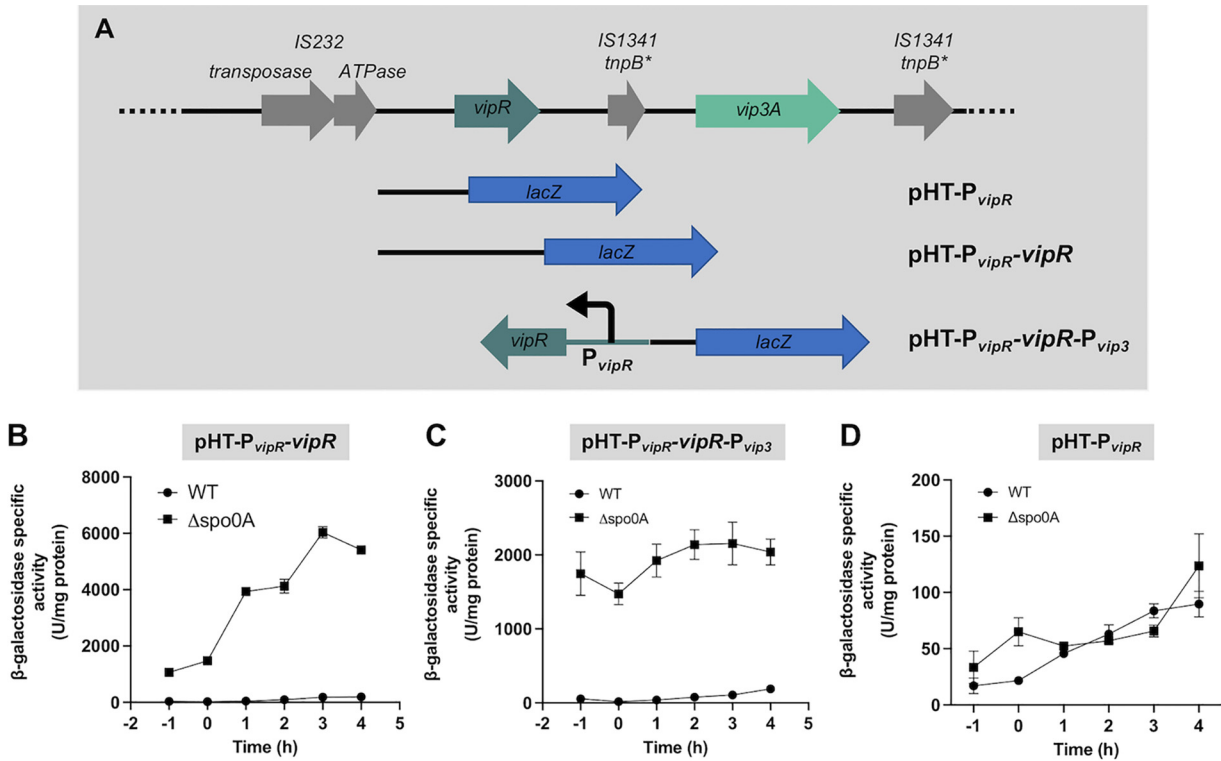 A
IS232
transposase ATPase
IS1341
tnpB*
IS1341
tnpB*
vipR
vip3A
lacZ
pHT-PvipR
lacZ
pHT-PvipR-vipR
vipR
PvipR
lacZ
pHT-PvipR-vipR-Pvip3
B
pHT-PvipR-vipR
β-galactosidase specific
activity
(U/mg protein)
8000
6000
4000
2000
0
WT
Δspo0A
-2 -1 0 1 2 3 4 5
Time (h)
C
pHT-PvipR-vipR-Pvip3
β-galactosidase specific
activity
(U/mg protein)
3000
2000
1000
0
WT
Δspo0A
-2 -1 0 1 2 3 4 5
Time (h)
D
pHT-PvipR
β-galactosidase specific
activity
(U/mg protein)
200
150
100
50
0
WT
Δspo0A
-1 0 1 2 3 4
Time (h)